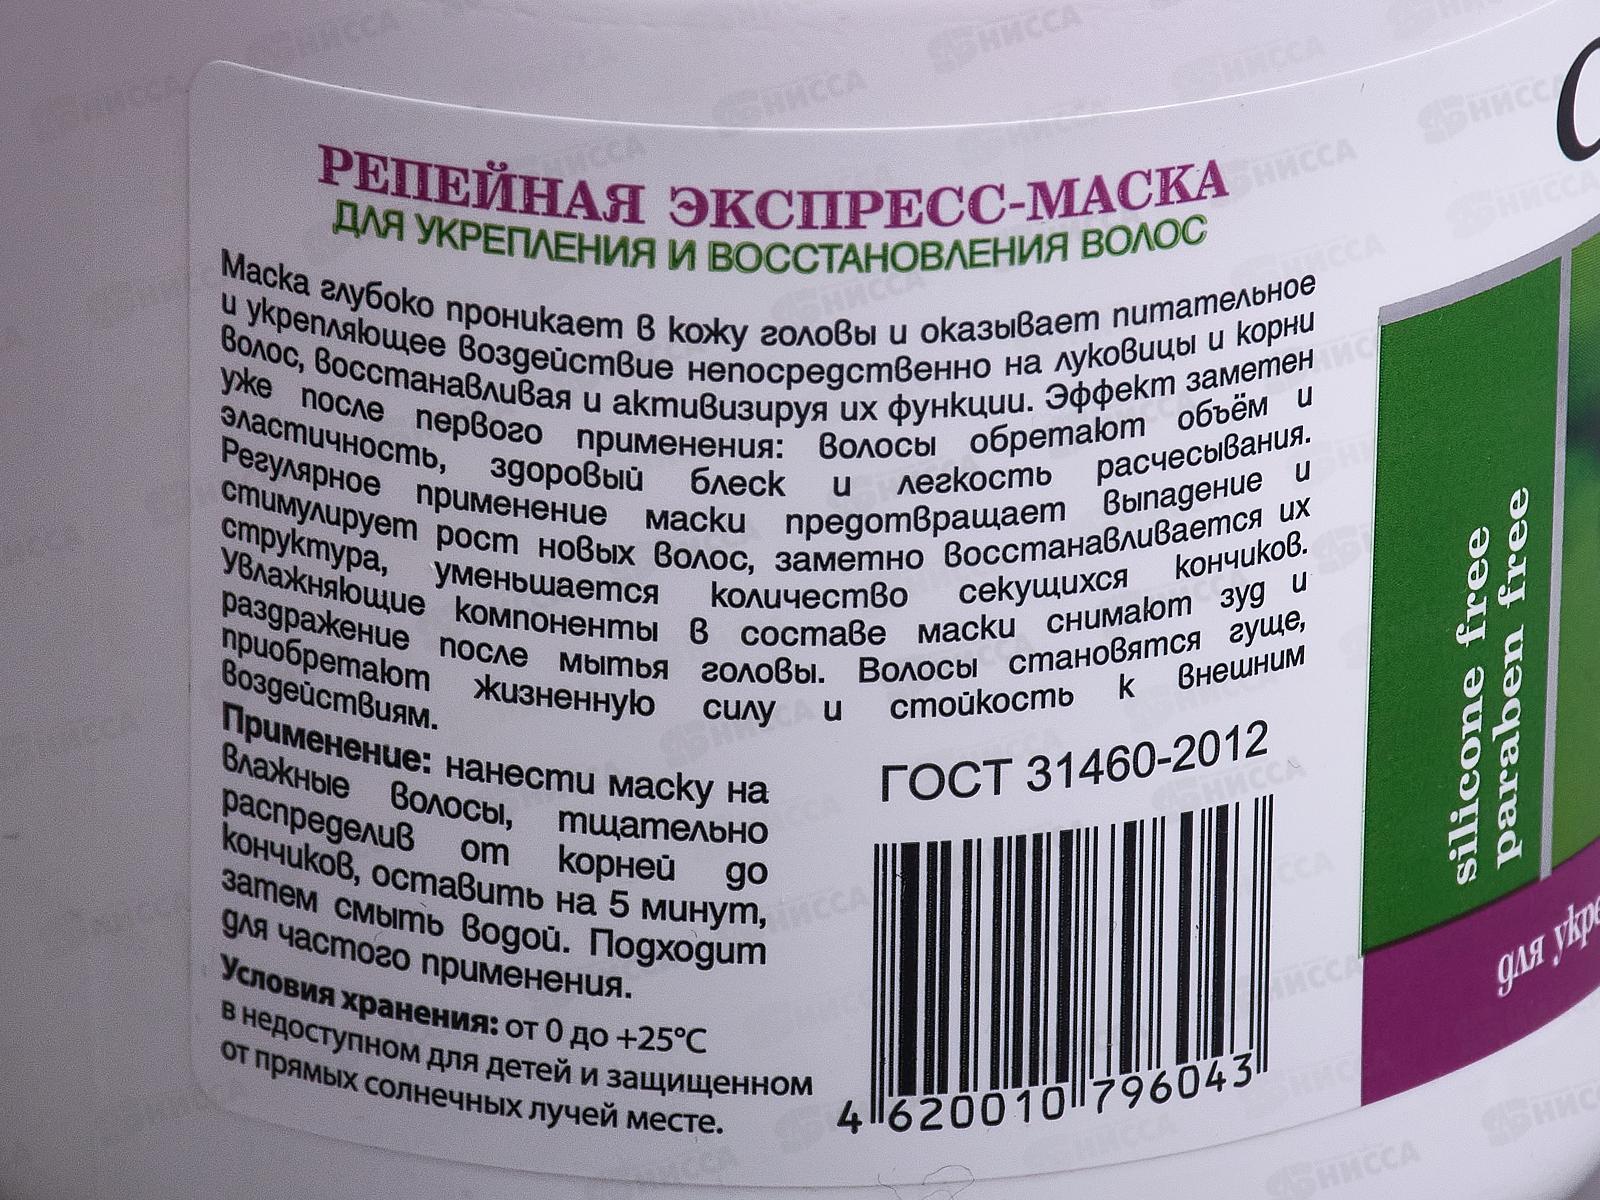 РЕПЕЙНАЯ ЭКСПРЕСС-МАСКА
ДЛЯ УКРЕПЛЕНИЯ И ВОССТАНОВЛЕНИЯ ВОЛОС
Маска глубоко проникает в кожу головы и оказывает питательное
и укрепляющее воздействие непосредственно на луковицы и корни
волос, восстанавливая и активизируя их функции. Эффект заметен
уже после первого применения: волосы обретают объём и
эластичность, здоровый блеск и легкость расчесывания.
Регулярное применение маски предотвращает выпадение и
стимулирует рост новых волос, заметно восстанавливается их
структура, уменьшается количество секущихся кончиков.
Увлажняющие компоненты в составе маски снимают зуд и
раздражение после мытья головы. Волосы становятся гуще,
приобретают жизненную силу и стойкость к внешним
воздействиям.
Применение: нанести маску на
влажные волосы, тщательно
распределив от корней до
кончиков, оставить на 5 минут,
затем смыть водой. Подходит
для частого применения.
Условия хранения: от 0 до +25°C
в недоступном для детей и защищенном
от прямых солнечных лучей месте.
ГОСТ 31460-2012
4 620010 796043
silicone free
paraben free
для укре
НИССА